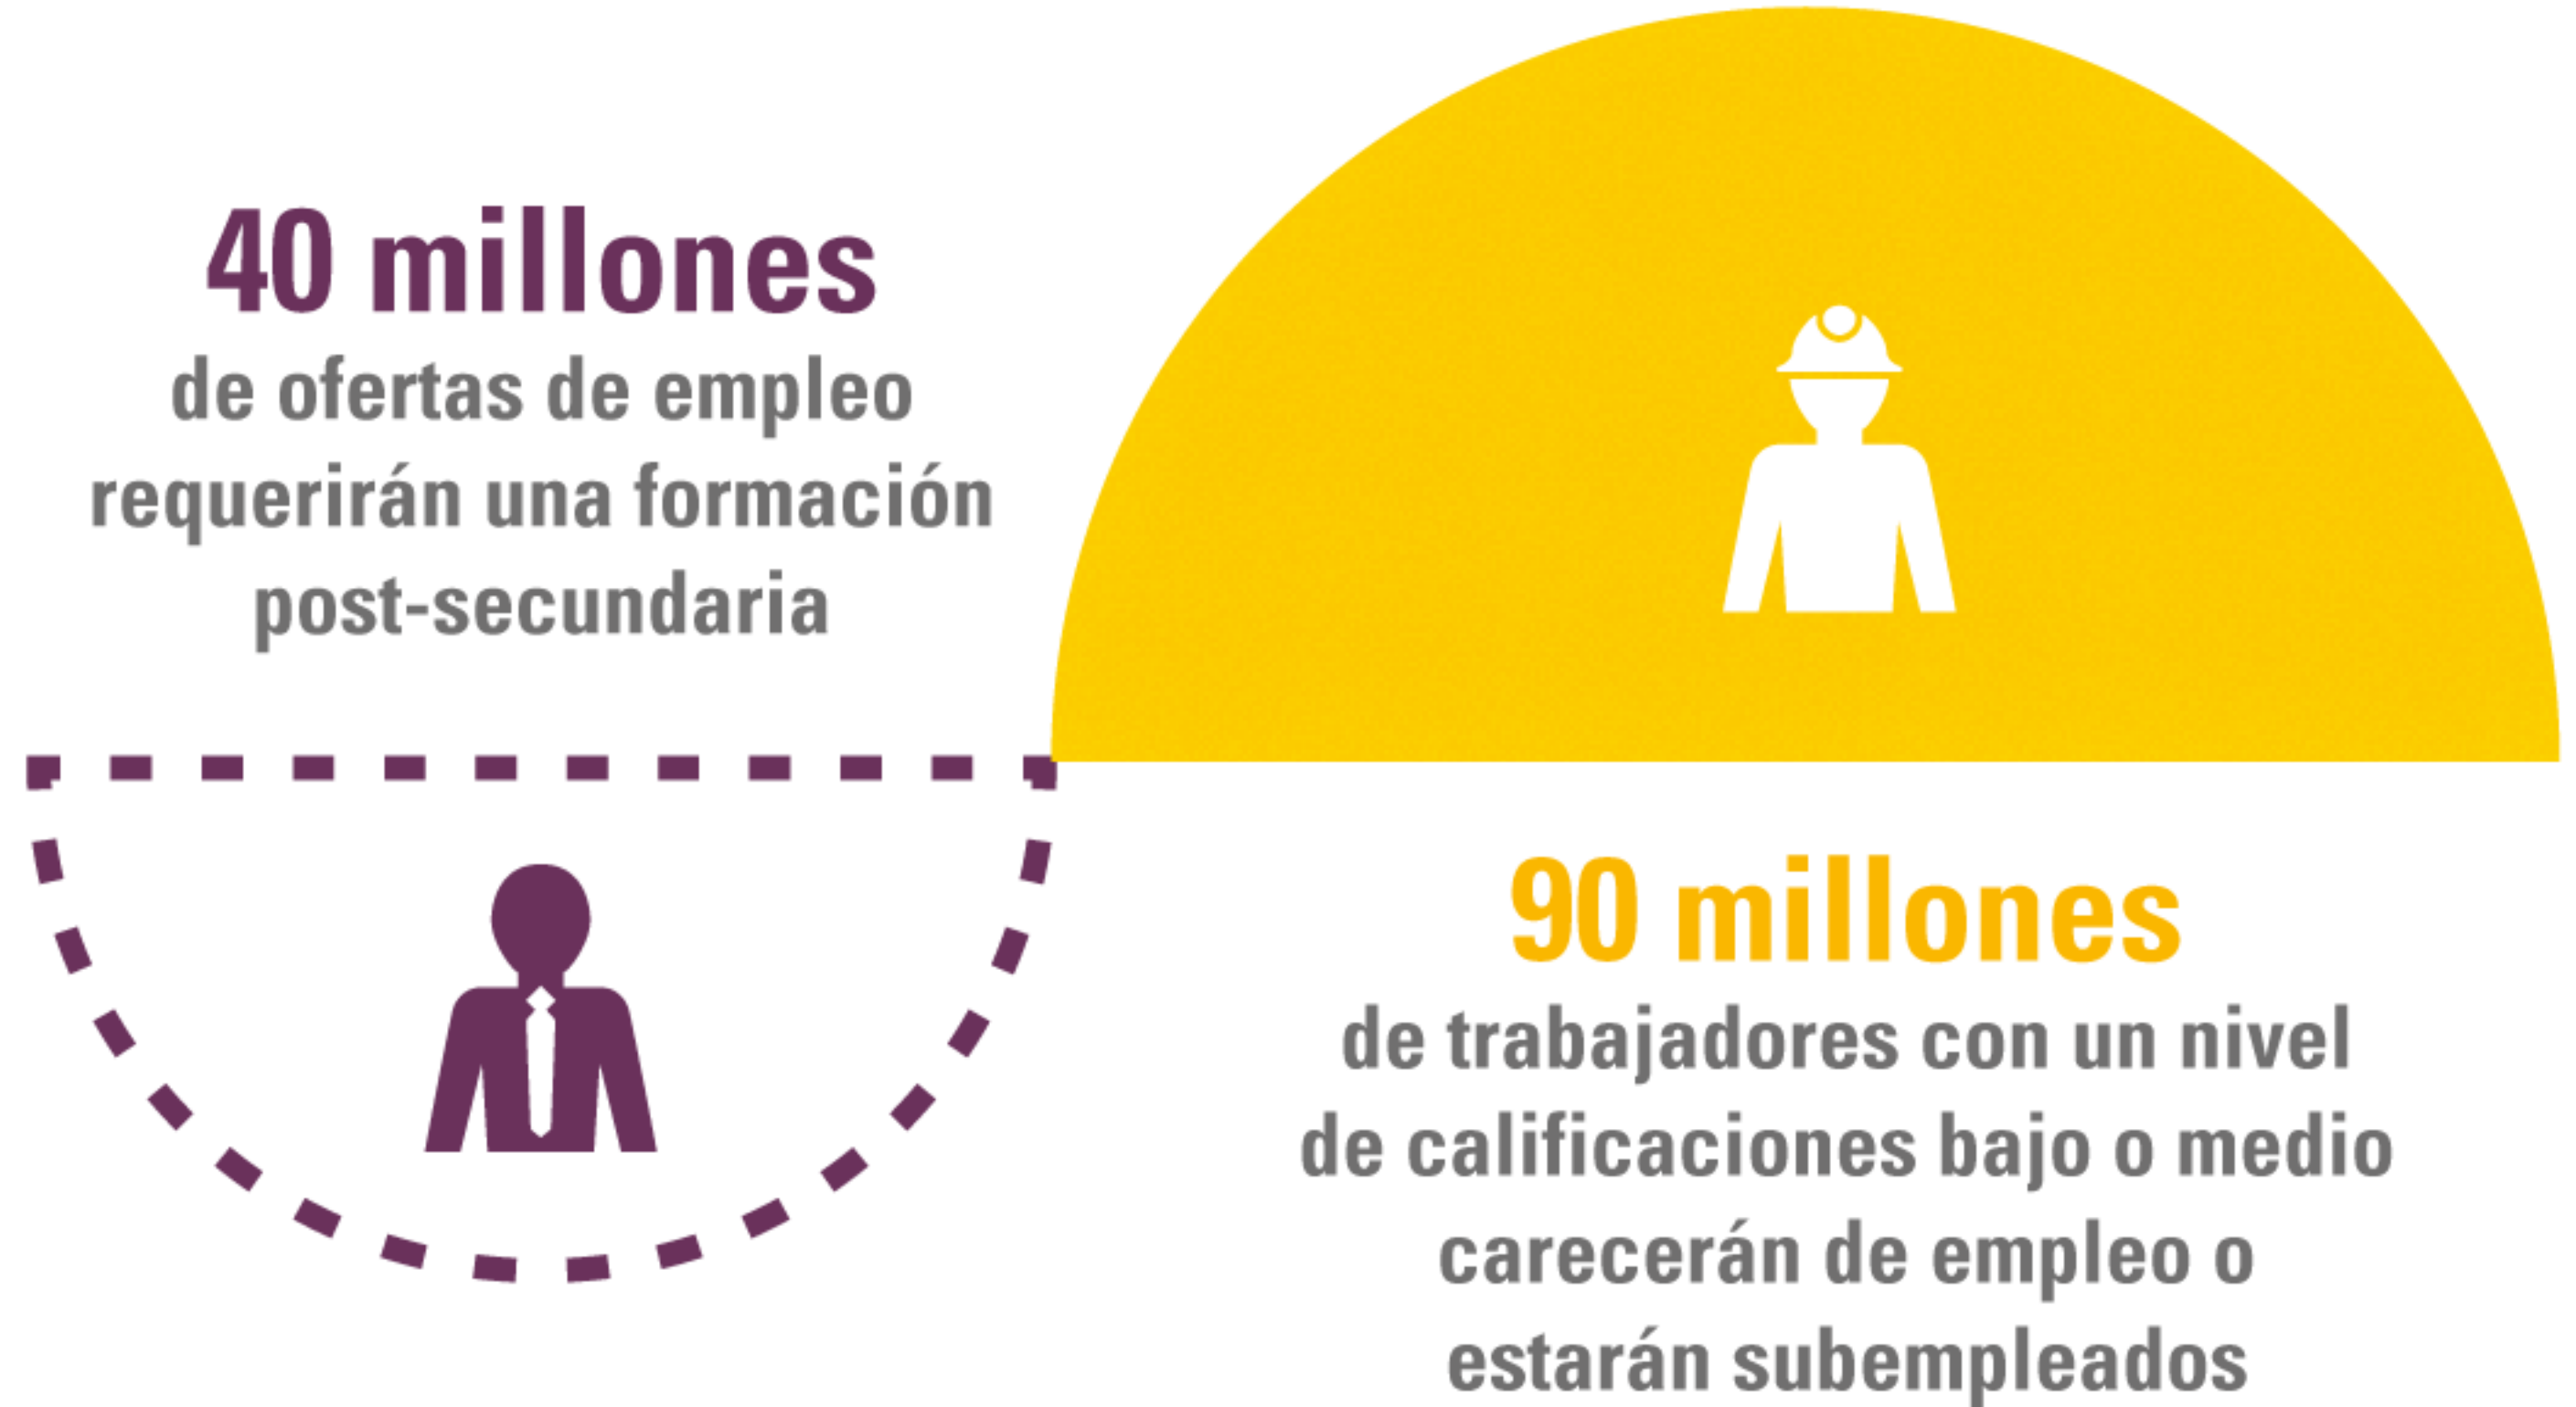 40 millones
de ofertas de empleo
requerirán una formación
post-secundaria
90 millones
de trabajadores con un nivel
de calificaciones bajo o medio
carecerán de empleo o
estarán subempleados